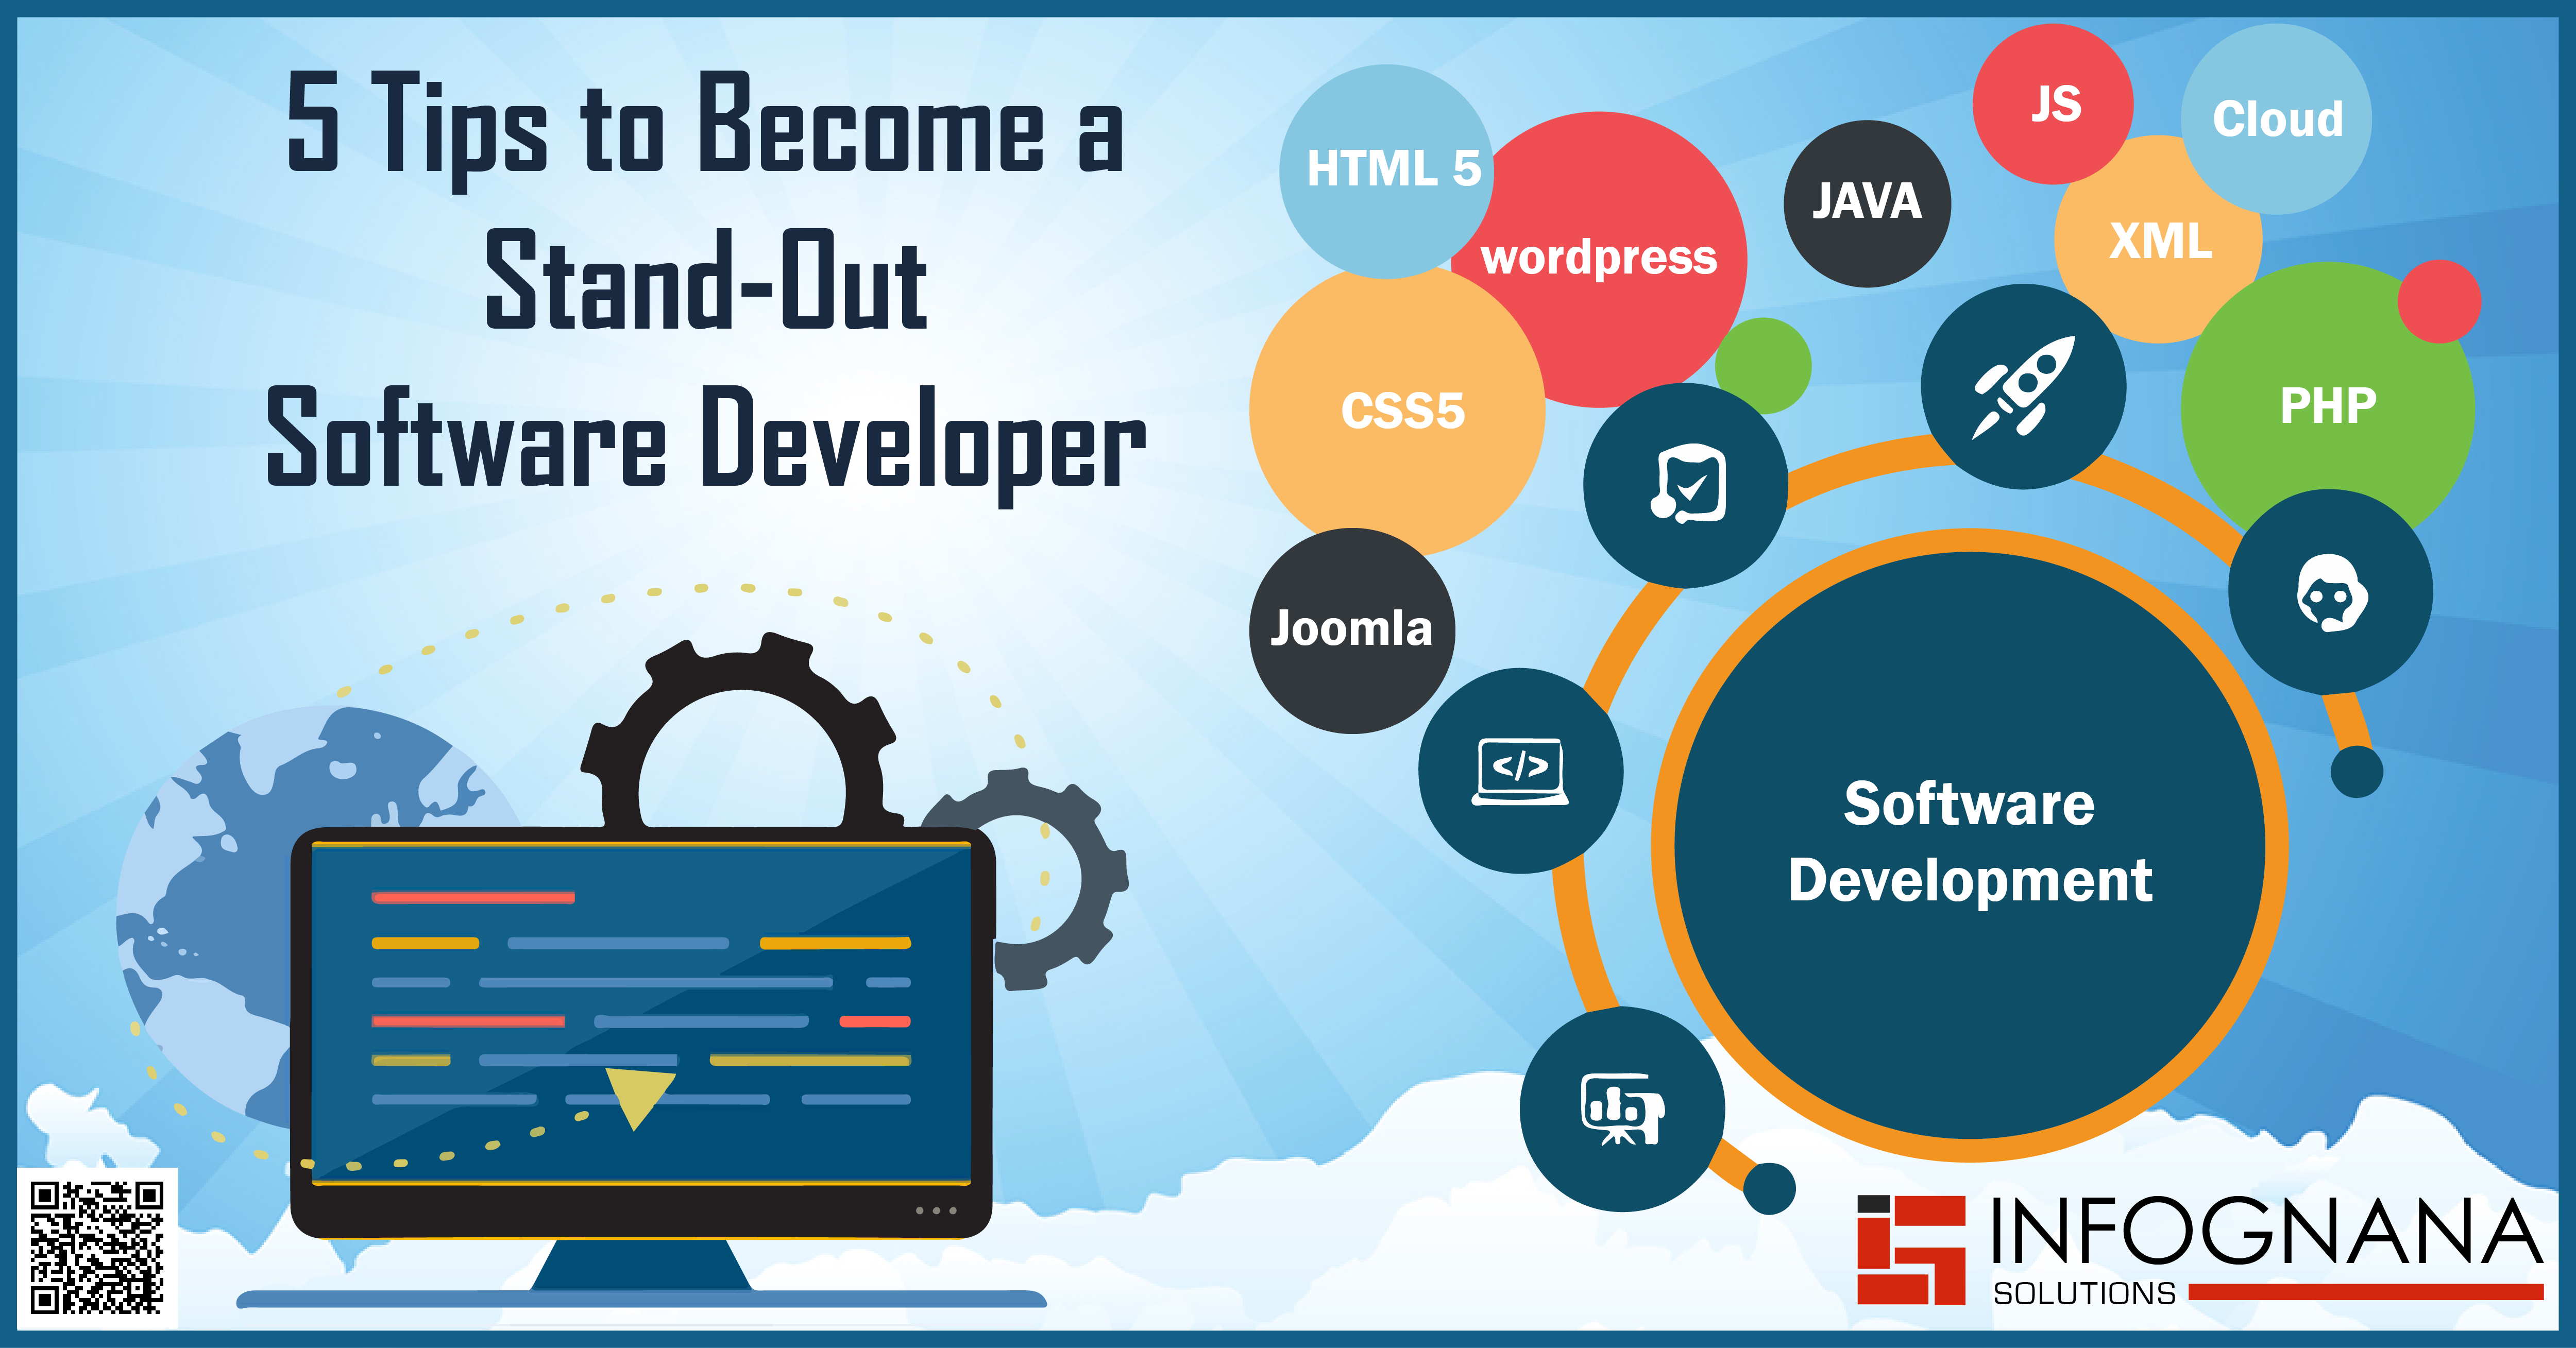 5 Tips to Become a
Stand-Out
Software Developer
HTML 5
wordpress
JAVA
JS
Cloud
XML
CSS5
PHP
Joomla
</>
Software
Development
INFOGNANA
SOLUTIONS